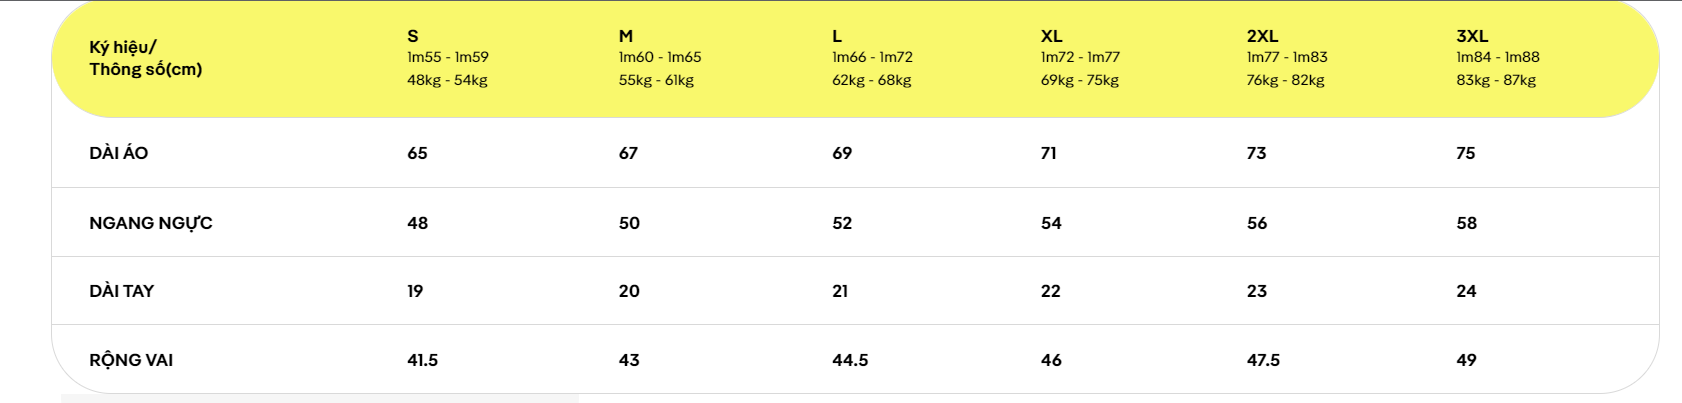 Ký hiệu/
Thông số(cm)
S
1m55 - 1m59
48kg - 54kg
M
1m60 - 1m65
55kg - 61kg
L
1m66 - 1m72
62kg - 68kg
XL
1m72 - 1m77
69kg - 75kg
2XL
1m77 - 1m83
76kg - 82kg
3XL
1m84 - 1m88
83kg - 87kg
DÀI ÁO 65 67 69 71 73 75
NGANG NGỰC 48 50 52 54 56 58
DÀI TAY 19 20 21 22 23 24
RỘNG VAI 41.5 43 44.5 46 47.5 49